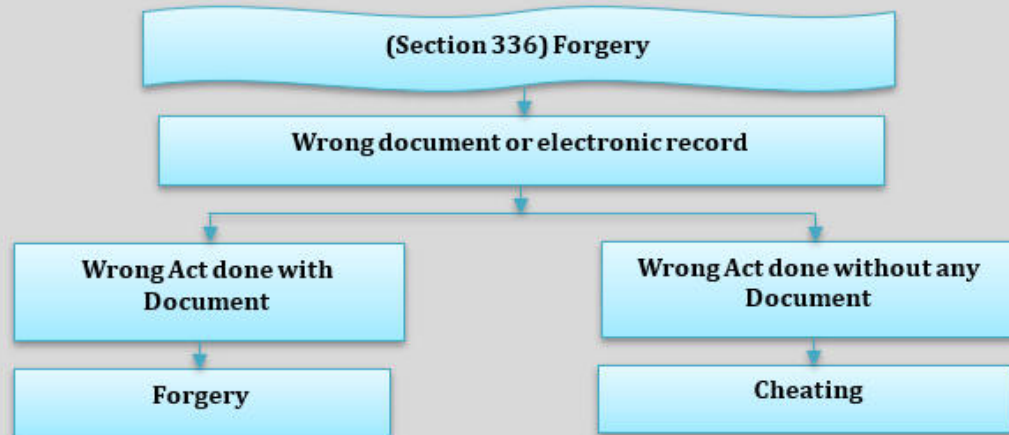 (Section 336) Forgery
Wrong document or electronic record
Wrong Act done with
Document
Wrong Act done without any
Document
Forgery
Cheating